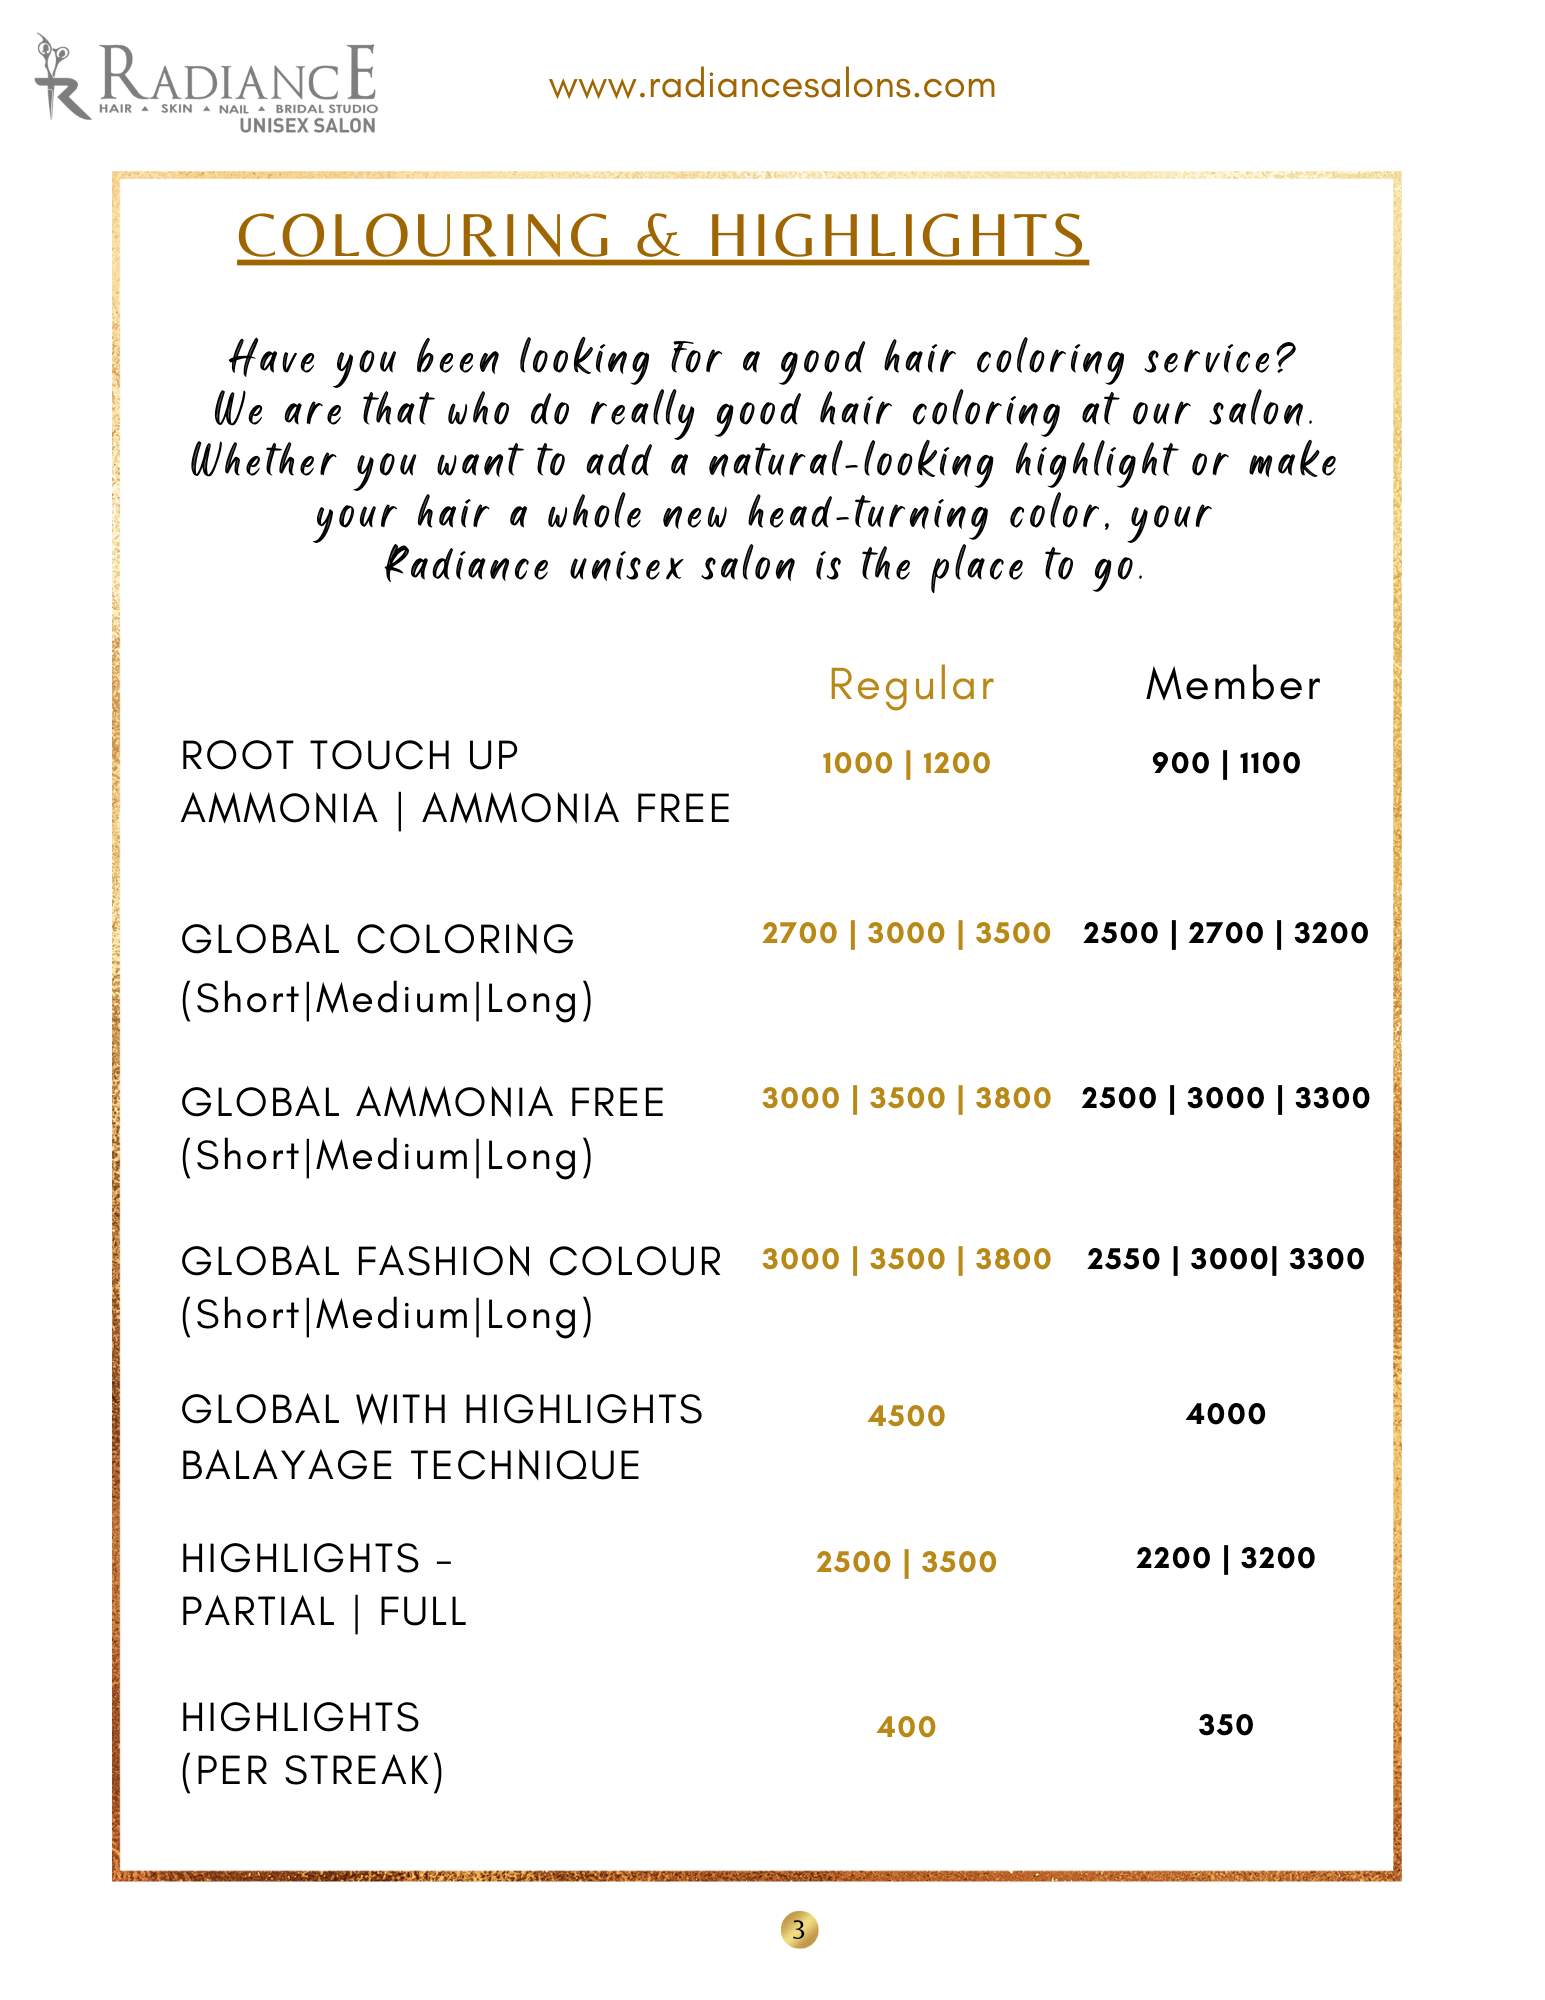 RADIANCE
HAIR ▲ SKIN ▲ NAIL ▲ BRIDAL STUDIO
UNISEX SALON
www.radiancesalons.com
COLOURING & HIGHLIGHTS
Have you been looking for a good hair coloring service?
We are that who do really good hair coloring at our salon.
Whether you want to add a natural-looking highlight or make
your hair a whole new head-turning color, your
Radiance unisex salon is the place to go.
Regular Member
ROOT TOUCH UP 1000 | 1200 900 | 1100
AMMONIA | AMMONIA FREE
GLOBAL COLORING 2700 | 3000 | 3500 2500 | 2700 | 3200
(Short|Medium|Long)
GLOBAL AMMONIA FREE 3000 | 3500 | 3800 2500 | 3000 | 3300
(Short|Medium|Long)
GLOBAL FASHION COLOUR 3000 | 3500 | 3800 2550 | 3000| 3300
(Short|Medium|Long)
GLOBAL WITH HIGHLIGHTS 4500 4000
BALAYAGE TECHNIQUE
HIGHLIGHTS - 2500 | 3500 2200 | 3200
PARTIAL | FULL
HIGHLIGHTS 400 350
(PER STREAK)
3